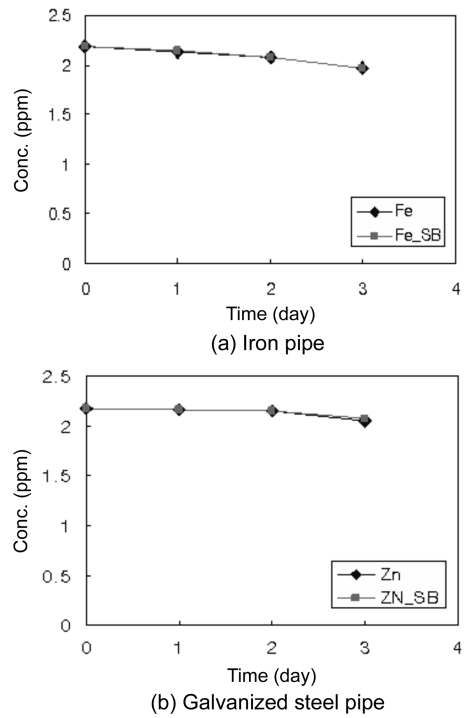 2.5
2
1.5
1
0.5
0
Conc. (ppm)
Fe
Fe_SB
0 1 2 3 4
Time (day)
(a) Iron pipe
2.5
2
1.5
1
0.5
0
Conc. (ppm)
Zn
ZN_SB
0 1 2 3 4
Time (day)
(b) Galvanized steel pipe